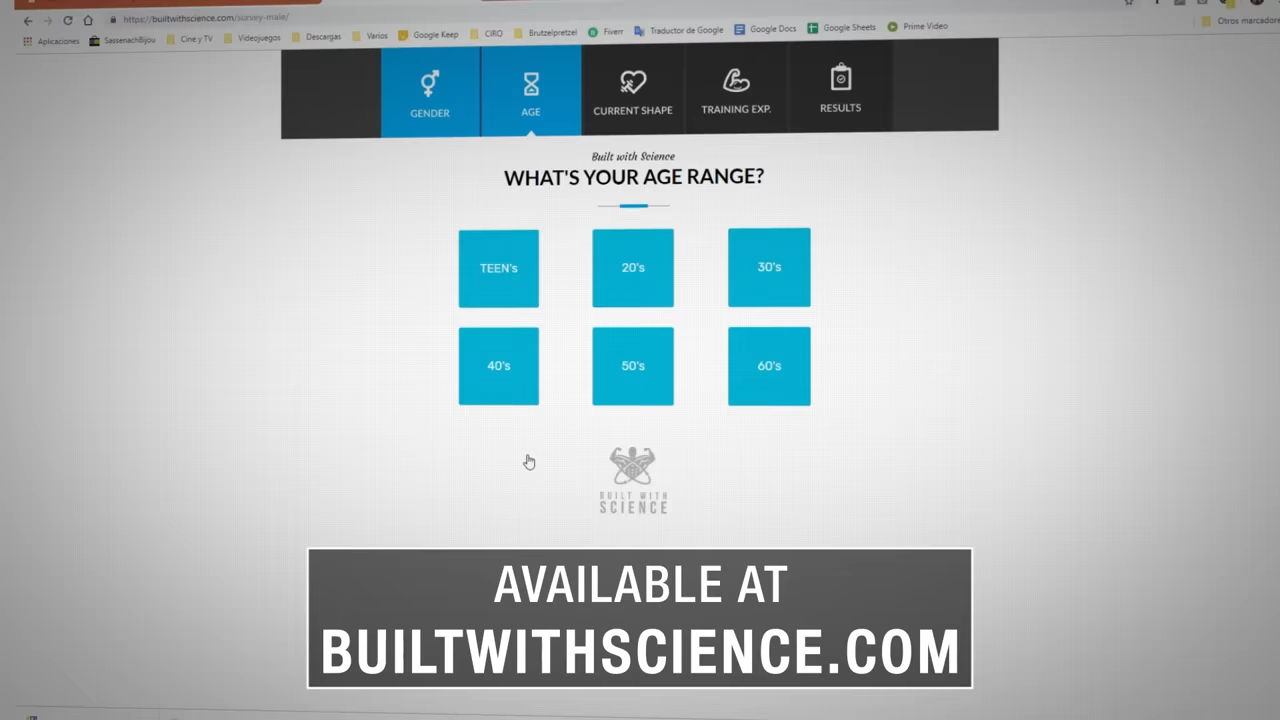 https://builtwithscience.com/survey-male/
Otros marcadores
Aplicaciones SassenachBijou Cine y TV Videojuegos Descargas Varios Google Keep CIRO Brutzelpretzel Fiverr Traductor de Google Google Docs Google Sheets Prime Video
GENDER AGE CURRENT SHAPE TRAINING EXP. RESULTS
Built with Science
WHAT'S YOUR AGE RANGE?
TEEN's 20's 30's
40's 50's 60's
BUILT WITH
SCIENCE
AVAILABLE AT
BUILTWITHSCIENCE.COM